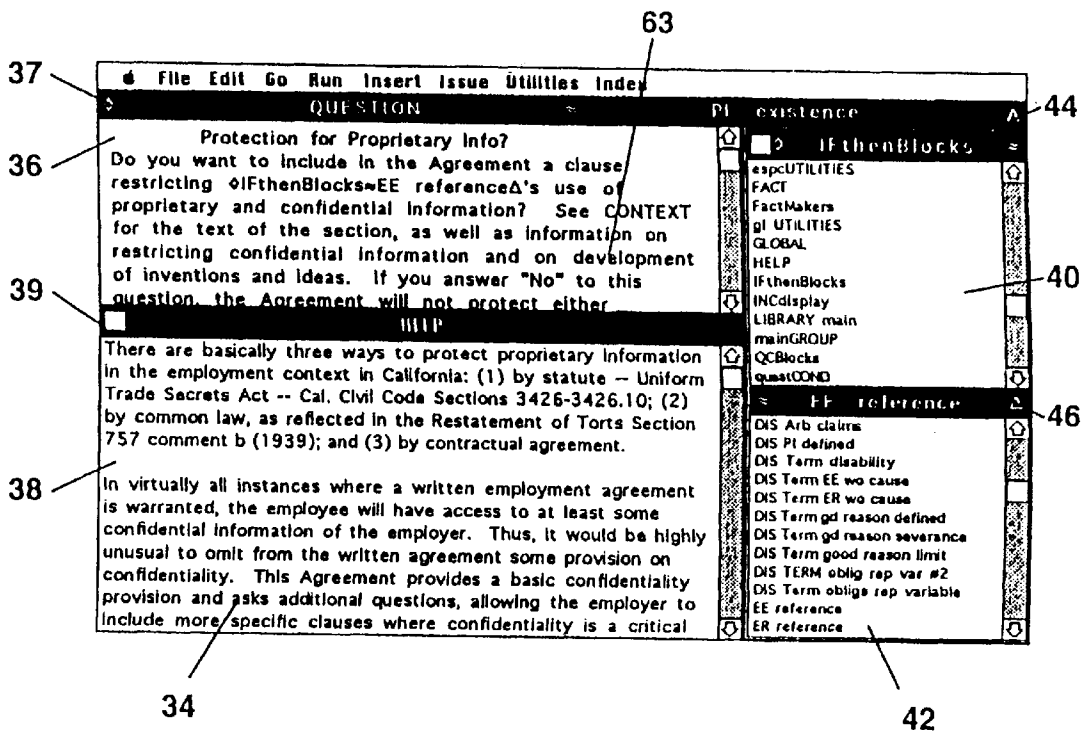 63
37
File Edit Go Run Insert Issue Utilities Index
◊ QUESTION ≈ PI existence Δ
44
36
Protection for Proprietary Info?
Do you want to include in the Agreement a clause
restricting ◊IFthenBlocks≈EE referenceΔ's use of
proprietary and confidential information? See CONTEXT
for the text of the section, as well as information on
restricting confidential information and on development
of inventions and ideas. If you answer "No" to this
question, the Agreement will not protect either
◊ IFthenBlocks ≈
espcUTILITIES
FACT
FactMakers
gl UTILITIES
GLOBAL
HELP
IFthenBlocks
INCdisplay
LIBRARY main
mainGROUP
QCBlocks
questCOND
40
39
HELP
There are basically three ways to protect proprietary information
in the employment context in California: (1) by statute -- Uniform
Trade Secrets Act -- Cal. Civil Code Sections 3426-3426.10; (2)
by common law, as reflected in the Restatement of Torts Section
757 comment b (1939); and (3) by contractual agreement.
38
In virtually all instances where a written employment agreement
is warranted, the employee will have access to at least some
confidential information of the employer. Thus, it would be highly
unusual to omit from the written agreement some provision on
confidentiality. This Agreement provides a basic confidentiality
provision and asks additional questions, allowing the employer to
include more specific clauses where confidentiality is a critical
≈ EE reference Δ
46
DIS Arb claims
DIS PI defined
DIS Term disability
DIS Term EE wo cause
DIS Term ER wo cause
DIS Term gd reason defined
DIS Term gd reason severance
DIS Term good reason limit
DIS TERM oblig rep var #2
DIS Term obligs rep variable
EE reference
ER reference
34
42